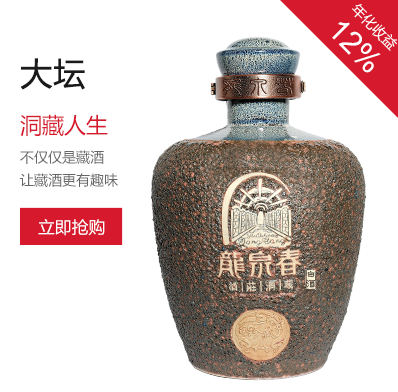 年化收益
12%
大坛
洞藏人生
不仅仅是藏酒
让藏酒更有趣味
立即抢购
龍泉春
白酒